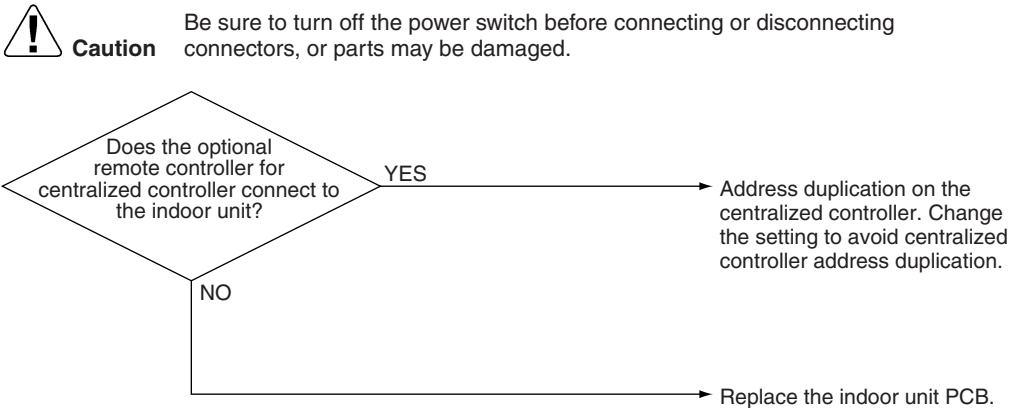 Be sure to turn off the power switch before connecting or disconnecting
Caution connectors, or parts may be damaged.
Does the optional
remote controller for
centralized controller connect to
the indoor unit?
YES
Address duplication on the
centralized controller. Change
the setting to avoid centralized
controller address duplication.
NO
Replace the indoor unit PCB.